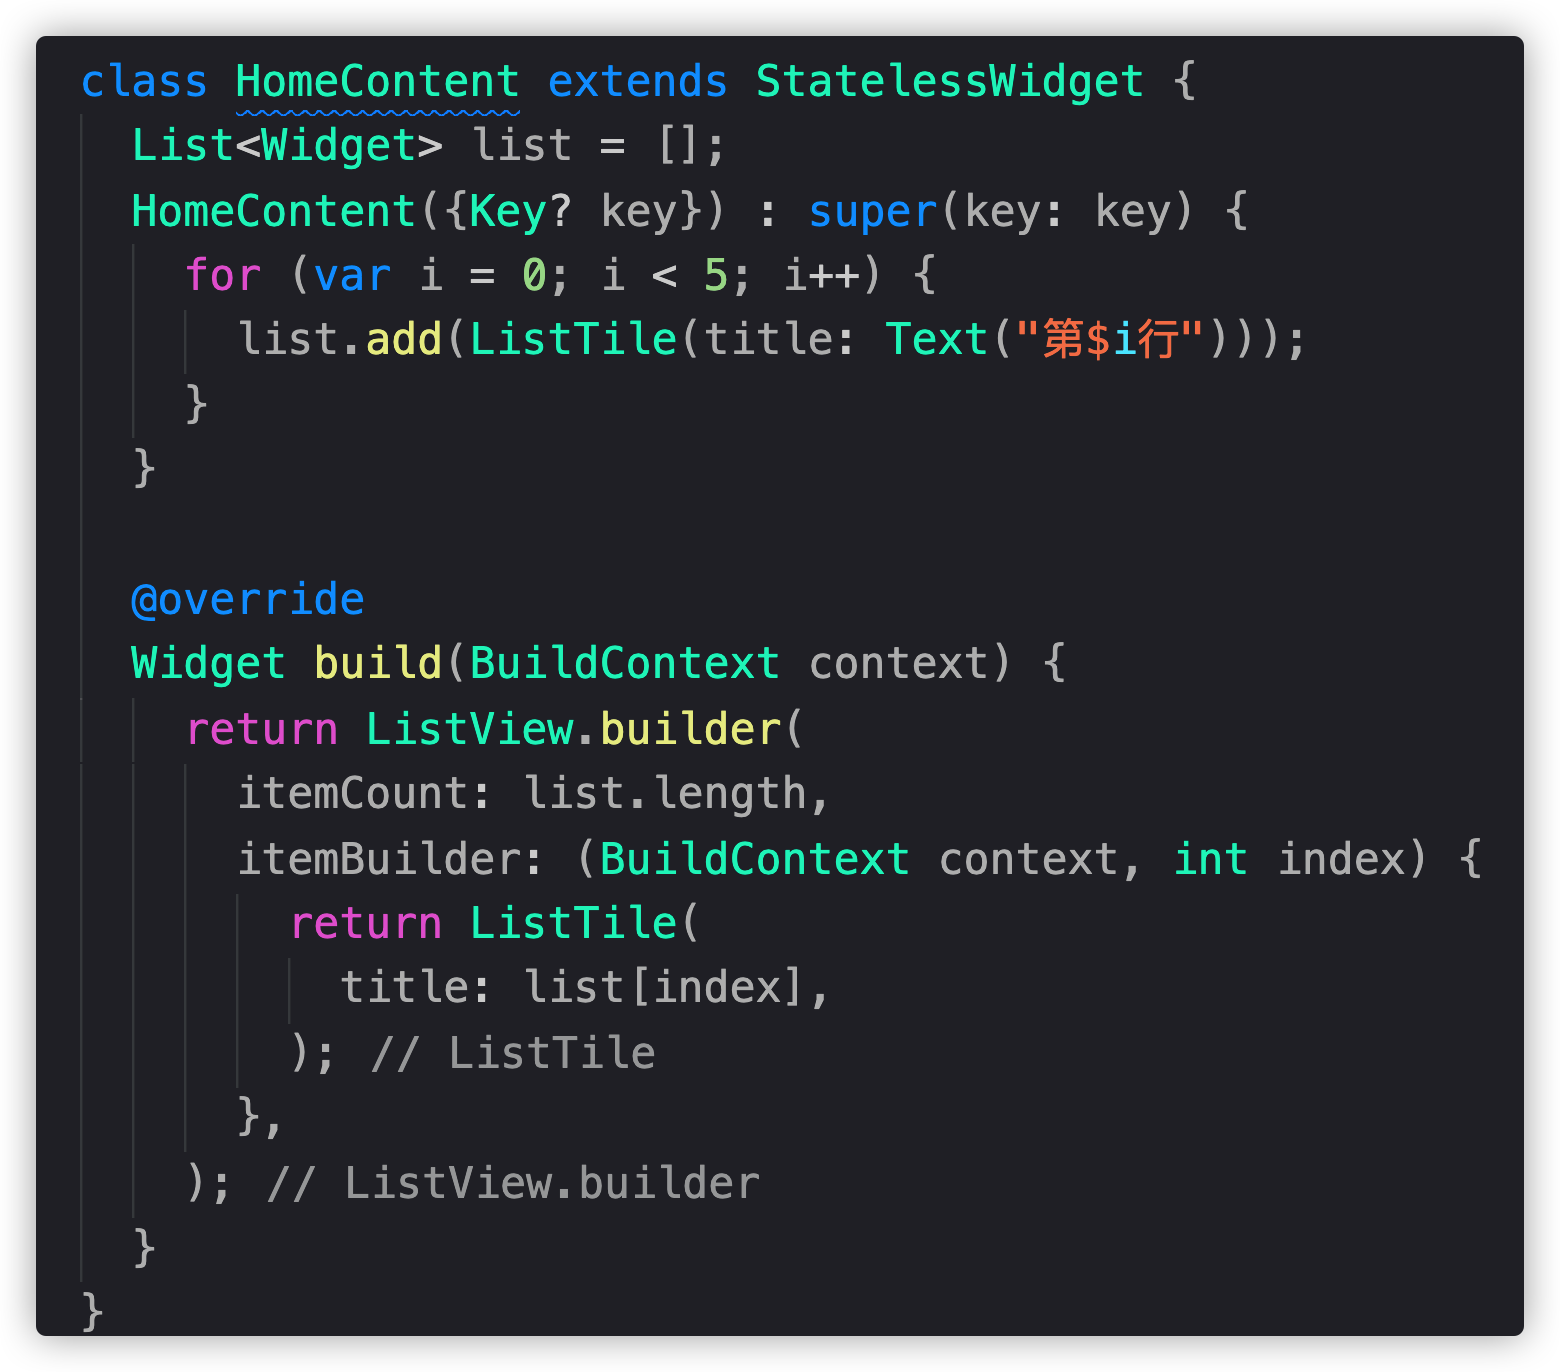 class HomeContent extends StatelessWidget {
  List<Widget> list = [];
  HomeContent({Key? key}) : super(key: key) {
    for (var i = 0; i < 5; i++) {
      list.add(ListTile(title: Text("第$i行")));
    }
  }

  @override
  Widget build(BuildContext context) {
    return ListView.builder(
      itemCount: list.length,
      itemBuilder: (BuildContext context, int index) {
        return ListTile(
          title: list[index],
        ); // ListTile
      },
    ); // ListView.builder
  }
}